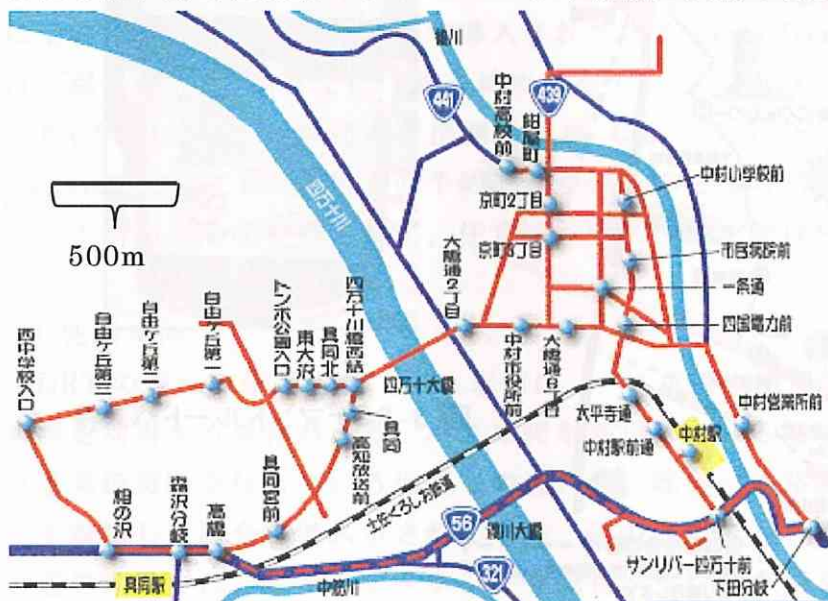 後川
441
439
中村高校前
紺屋町
中村小学校前
京町2丁目
京町3丁目
市民病院前
一条通
四国電力前
500m
四万十川
大橋通2丁目
中村市役所前
大橋通6丁目
四万十大橋
四万十川橋西詰
具同北
東大沢
トンボ公園入口
自由ヶ丘第一
自由ヶ丘第二
自由ヶ丘第三
西中学校入口
具同
高知放送前
具同宮前
森沢分岐
相の沢
太平寺通
中村駅前通
中村駅
中村営業所前
土佐くろしお鉄道
56
渡川大橋
321
中筋川
具同駅
サンリバー四万十前
下田分岐